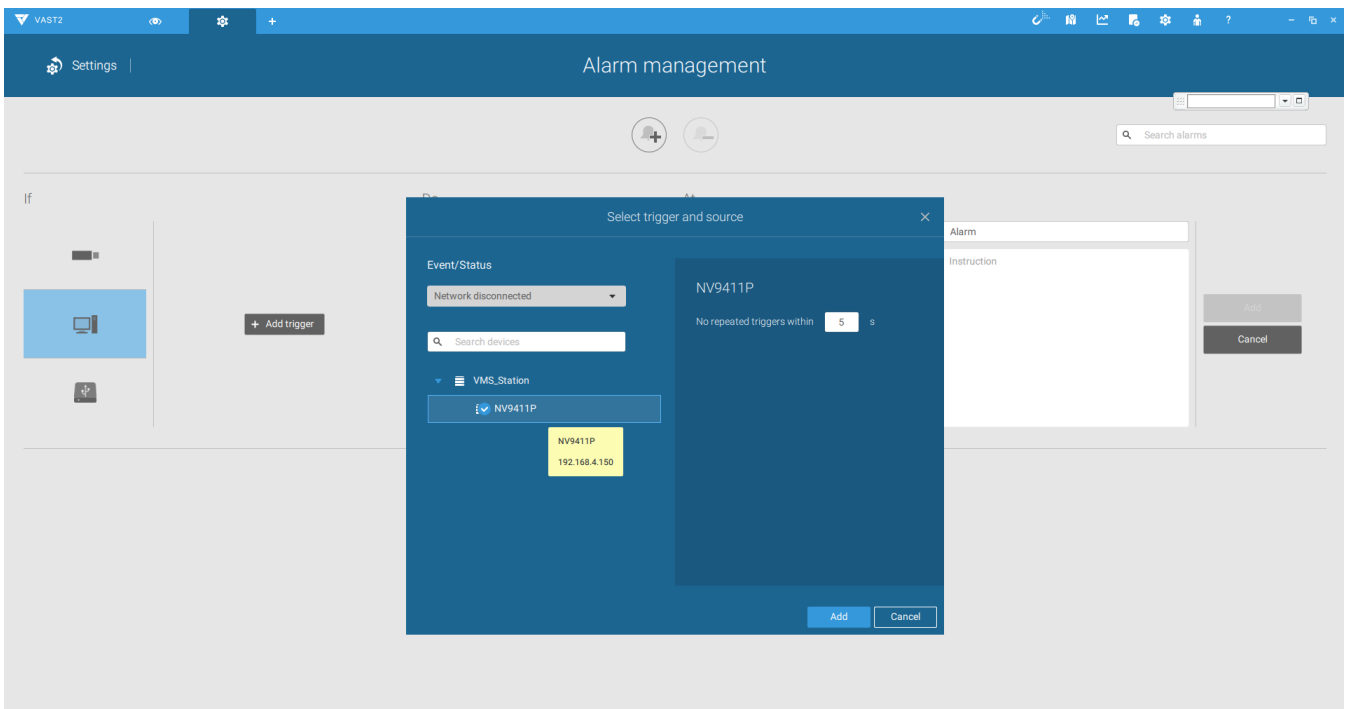 VAST2
+
?
Settings
Alarm management
Search alarms
If
Select trigger and source
Alarm
Event/Status
Instruction
Network disconnected
NV9411P
No repeated triggers within 5 s
+ Add trigger
Add
Search devices
Cancel
VMS_Station
NV9411P
NV9411P
192.168.4.150
Add
Cancel